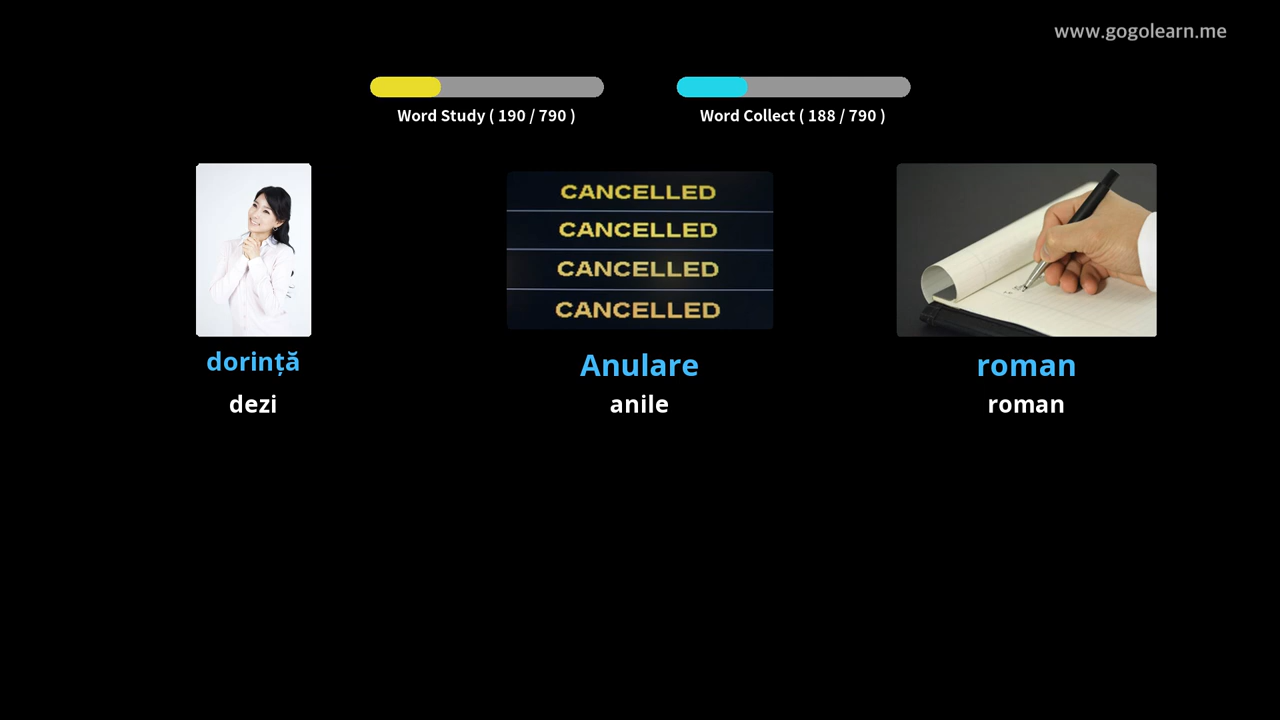 www.gogolearn.me
Word Study ( 190 / 790 )
Word Collect ( 188 / 790 )
CANCELLED
CANCELLED
CANCELLED
CANCELLED
dorință
Anulare
roman
dezi
anile
roman